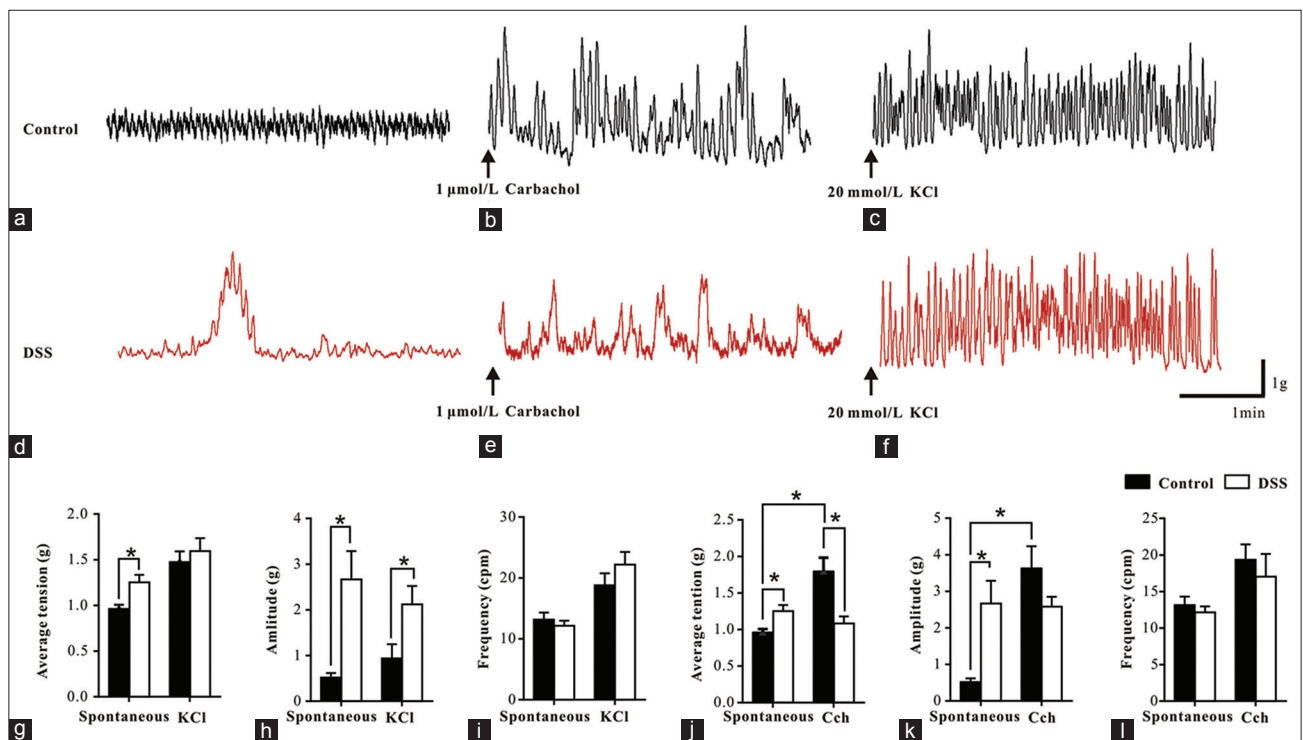 Control
1 µmol/L Carbachol
20 mmol/L KCl
a
b
c
DSS
1 µmol/L Carbachol
20 mmol/L KCl
1g
1min
d
e
f
Control
DSS
Average tension (g)
2.0
1.5
1.0
0.5
0.0
*
Spontaneous
KCl
g
Amlitude (g)
4
3
2
1
0
*
*
Spontaneous
KCl
h
Frequency (cpm)
30
20
10
0
Spontaneous
KCl
i
Average tention (g)
2.5
2.0
1.5
1.0
0.5
0.0
*
*
*
Spontaneous
Cch
j
Amplitude (g)
5
4
3
2
1
0
*
*
Spontaneous
Cch
k
Frequency (cpm)
25
20
15
10
5
0
Spontaneous
Cch
l